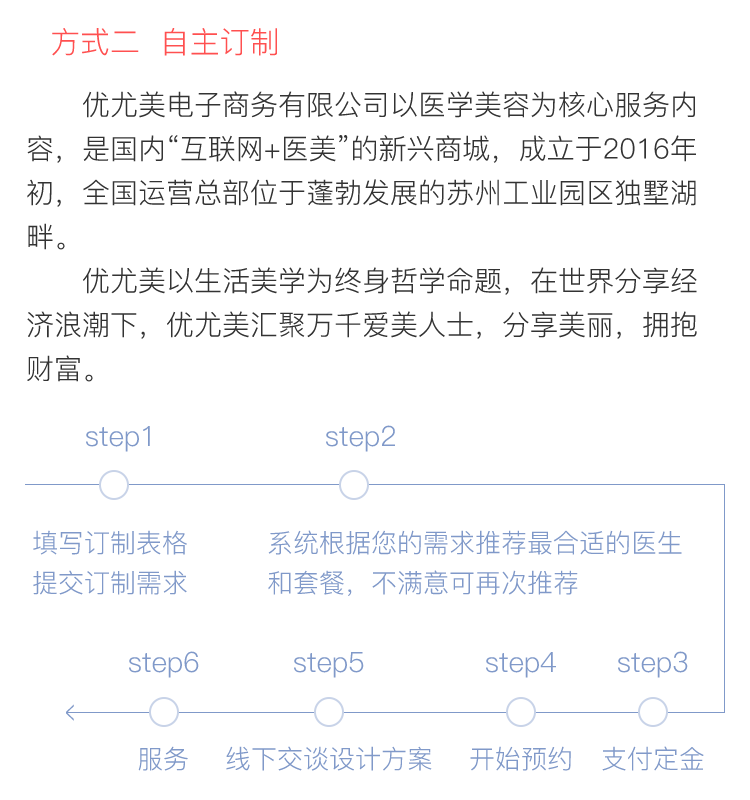 方式二 自主订制
优尤美电子商务有限公司以医学美容为核心服务内
容，是国内“互联网+医美”的新兴商城，成立于2016年
初，全国运营总部位于蓬勃发展的苏州工业园区独墅湖
畔。
优尤美以生活美学为终身哲学命题，在世界分享经
济浪潮下，优尤美汇聚万千爱美人士，分享美丽，拥抱
财富。
step1 step2
填写订制表格 系统根据您的需求推荐最合适的医生
提交订制需求 和套餐，不满意可再次推荐
step6 step5 step4 step3
服务 线下交谈设计方案 开始预约 支付定金